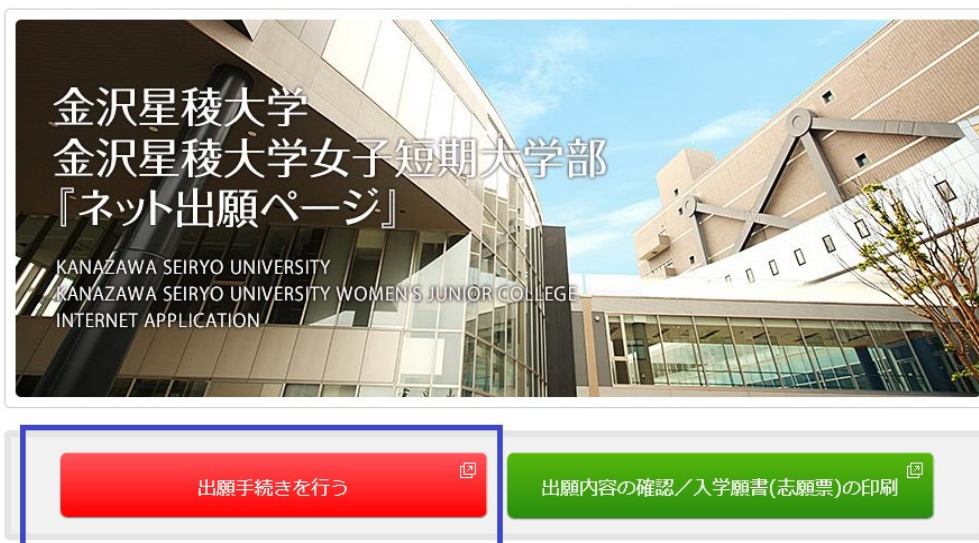 金沢星稜大学
金沢星稜大学女子短期大学部
『ネット出願ページ』
KANAZAWA SEIRYO UNIVERSITY
KANAZAWA SEIRYO UNIVERSITY WOMEN'S JUNIOR COLLEGE
INTERNET APPLICATION
出願手続きを行う
出願内容の確認／入学願書(志願票)の印刷